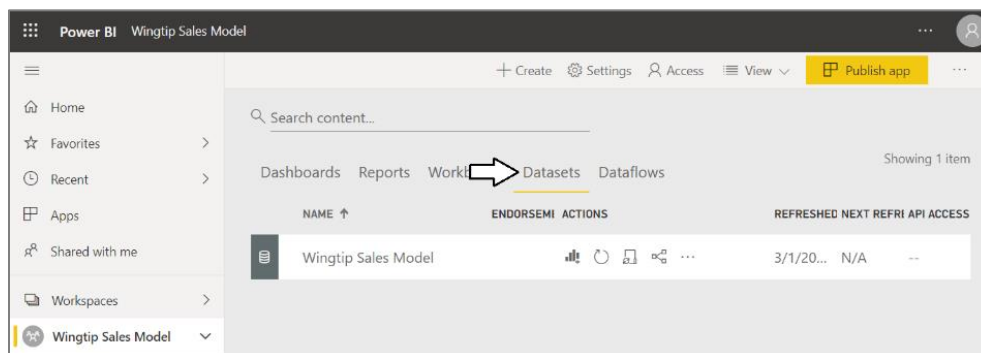 Power BI Wingtip Sales Model ...
+ Create Settings Access View Publish app ...
Home
Favorites
Recent
Apps
Shared with me
Workspaces
Wingtip Sales Model
Search content...
Showing 1 item
Dashboards Reports Workb Datasets Dataflows
NAME ↑ ENDORSEMI ACTIONS REFRESHED NEXT REFRI API ACCESS
Wingtip Sales Model ... 3/1/20... N/A --